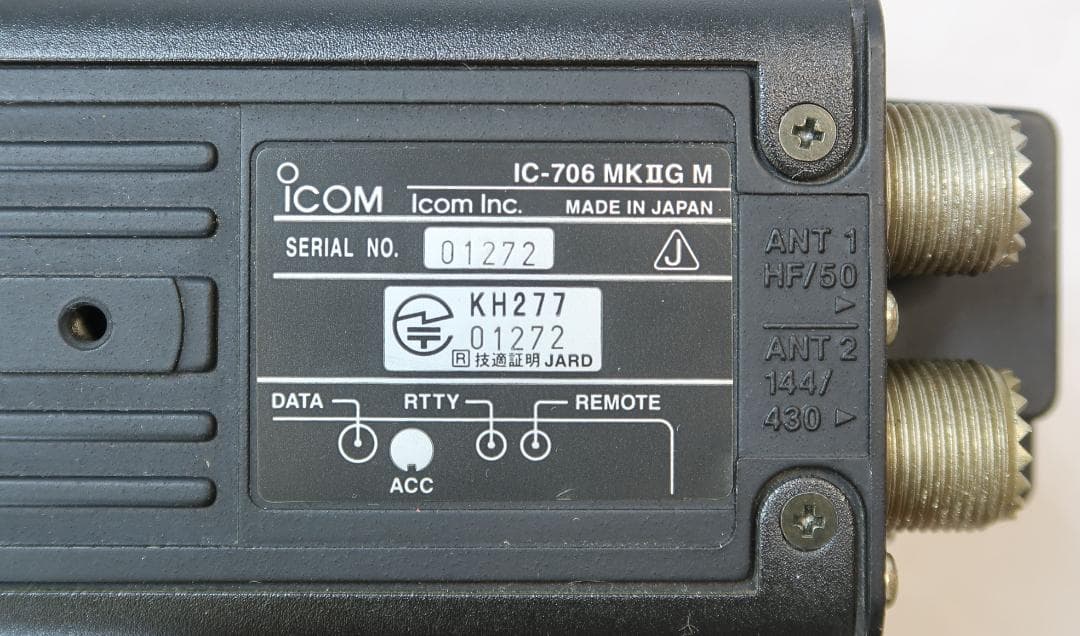 ICOM
IC-706 MKIIG M
Icom Inc.
MADE IN JAPAN
SERIAL NO.
01272
J
KH277
01272
R 技適証明 JARD
DATA
RTTY
REMOTE
ACC
ANT 1
HF/50
ANT 2
144/
430